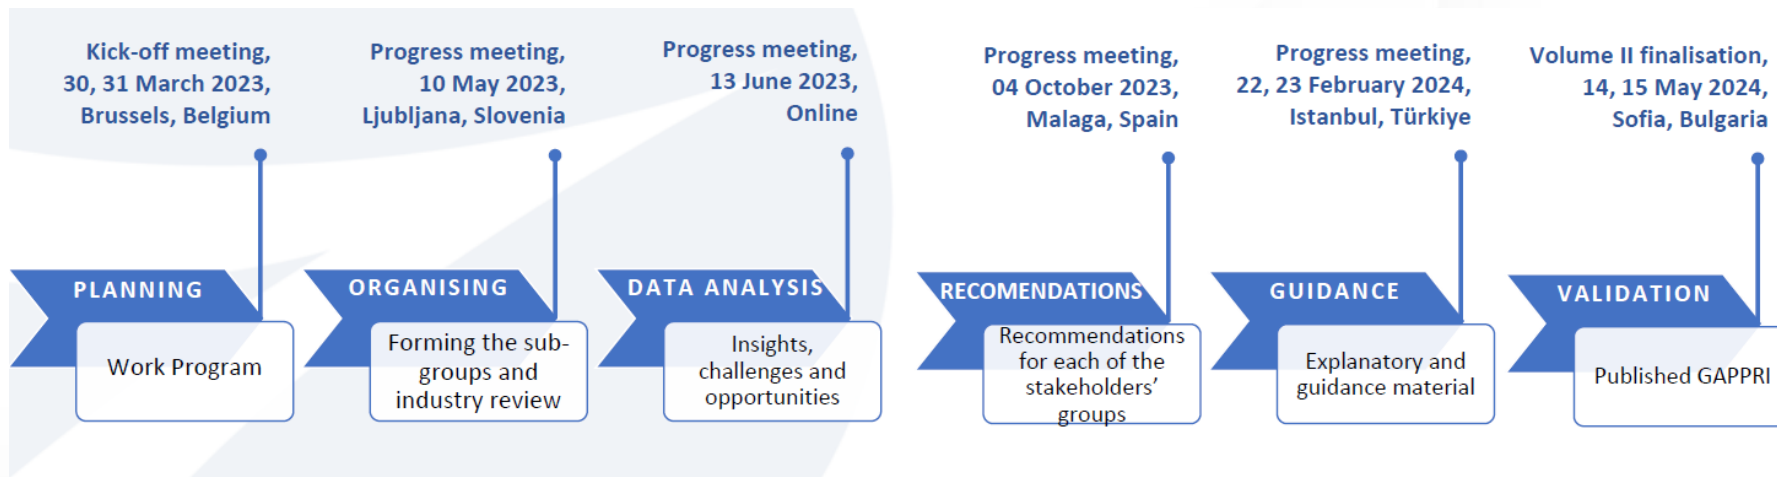 Kick-off meeting,
30, 31 March 2023,
Brussels, Belgium
Progress meeting,
10 May 2023,
Ljubljana, Slovenia
Progress meeting,
13 June 2023,
Online
Progress meeting,
04 October 2023,
Malaga, Spain
Progress meeting,
22, 23 February 2024,
Istanbul, Türkiye
Volume II finalisation,
14, 15 May 2024,
Sofia, Bulgaria
PLANNING
Work Program
ORGANISING
Forming the sub-
groups and
industry review
DATA ANALYSIS
Insights,
challenges and
opportunities
RECOMENDATIONS
Recommendations
for each of the
stakeholders’
groups
GUIDANCE
Explanatory and
guidance material
VALIDATION
Published GAPPRI